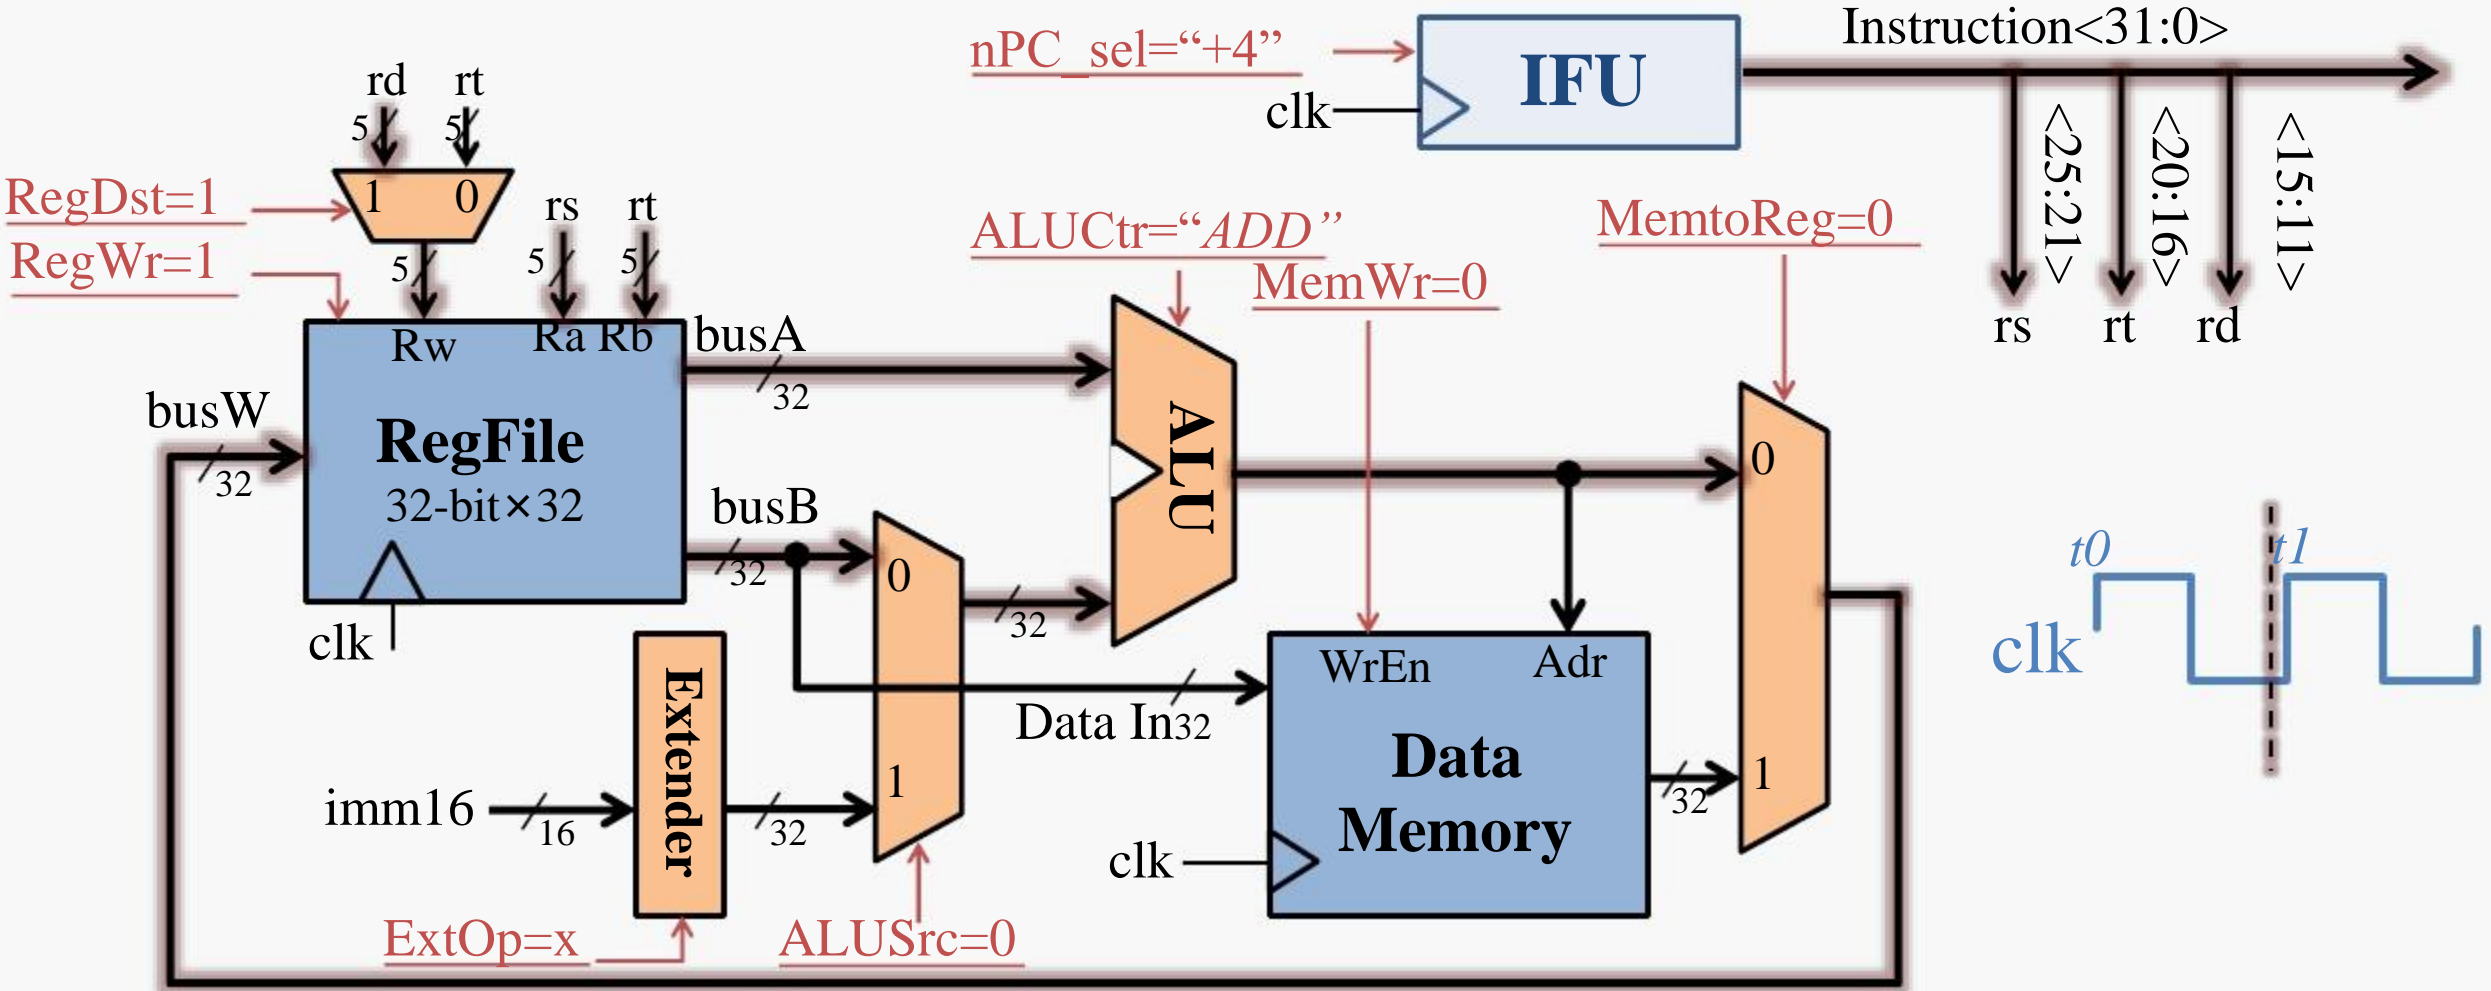 nPC_sel=“+4”
clk
IFU
Instruction<31:0>
<25:21>
<20:16>
<15:11>
rs
rt
rd
rd
rt
5
5
1
0
RegDst=1
RegWr=1
5
rs
rt
5
5
Rw
Ra
Rb
busW
32
RegFile
32-bit×32
clk
busA
32
busB
32
ALUCtr=“ADD”
MemWr=0
MemtoReg=0
ALU
0
1
32
imm16
16
Extender
32
ExtOp=x
ALUSrc=0
Data In32
WrEn
Adr
Data
Memory
clk
32
0
1
t0
t1
clk